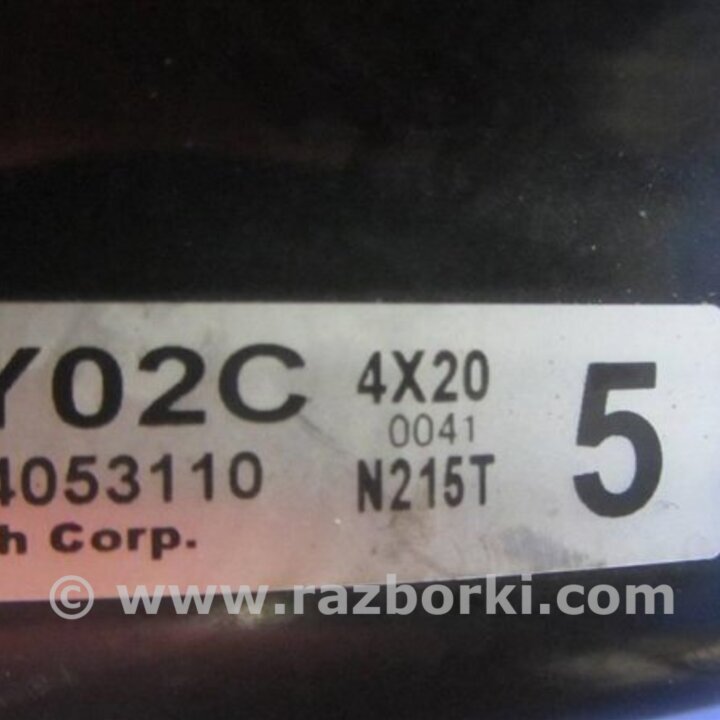 Y02C 4X20 5
0041
4053110 N215T
h Corp.
© www.razborki.com